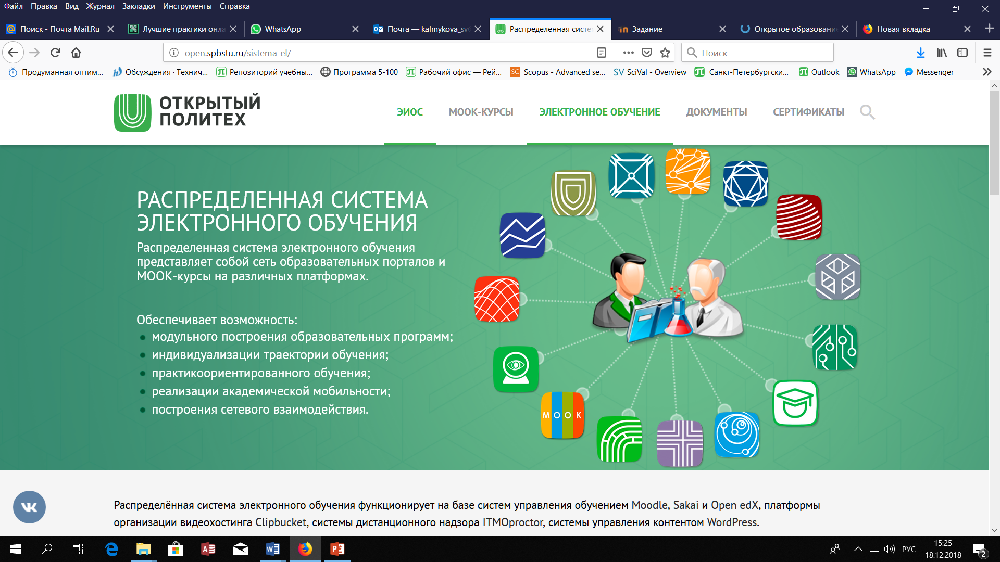 Файл Правка Вид Журнал Закладки Инструменты Справка
Поиск - Почта Mail.Ru
Лучшие практики онла
WhatsApp
Почта — kalmykova_sv
Распределенная систе
Задание
Открытое образовани
Новая вкладка
open.spbstu.ru/sistema-el/
Поиск
Продуманная оптим...
Обсуждения · Технич...
Репозиторий учебны...
Программа 5-100
Рабочий офис — Рей...
SC Scopus - Advanced se...
SV SciVal - Overview
Санкт-Петербургски...
Outlook
WhatsApp
Messenger
ОТКРЫТЫЙ
ПОЛИТЕХ
ЭИОС
МООК-КУРСЫ
ЭЛЕКТРОННОЕ ОБУЧЕНИЕ
ДОКУМЕНТЫ
СЕРТИФИКАТЫ
РАСПРЕДЕЛЕННАЯ СИСТЕМА
ЭЛЕКТРОННОГО ОБУЧЕНИЯ
Распределенная система электронного обучения
представляет собой сеть образовательных порталов и
МООК-курсы на различных платформах.
Обеспечивает возможность:
модульного построения образовательных программ;
индивидуализации траектории обучения;
практикоориентированного обучения;
реализации академической мобильности;
построения сетевого взаимодействия.
МООК
Распределённая система электронного обучения функционирует на базе систем управления обучением Moodle, Sakai и Open edX, платформы
организации видеохостинга Clipbucket, системы дистанционного надзора ITMOproctor, системы управления контентом WordPress.
РУС
15:25
18.12.2018
2